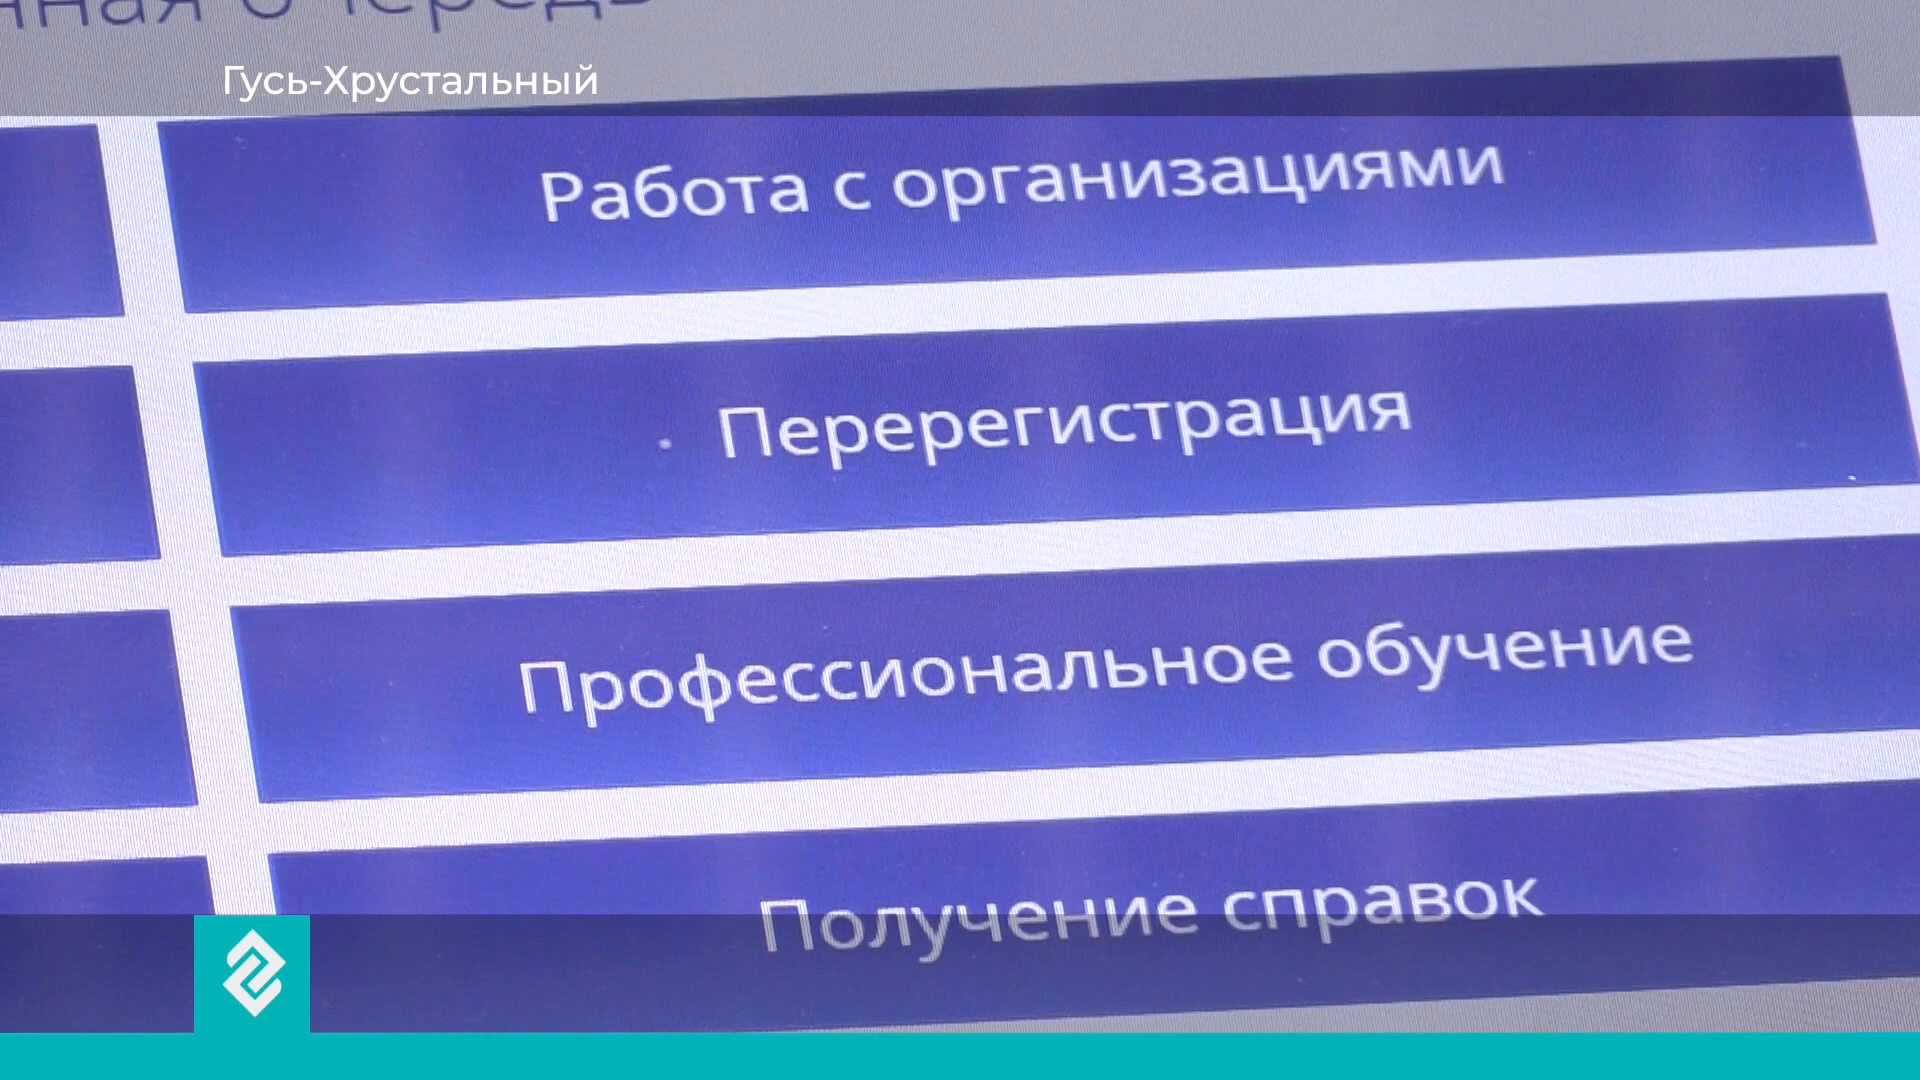 Гусь-Хрустальный
Работа с организациями
Перерегистрация
Профессиональное обучение
Получение справок